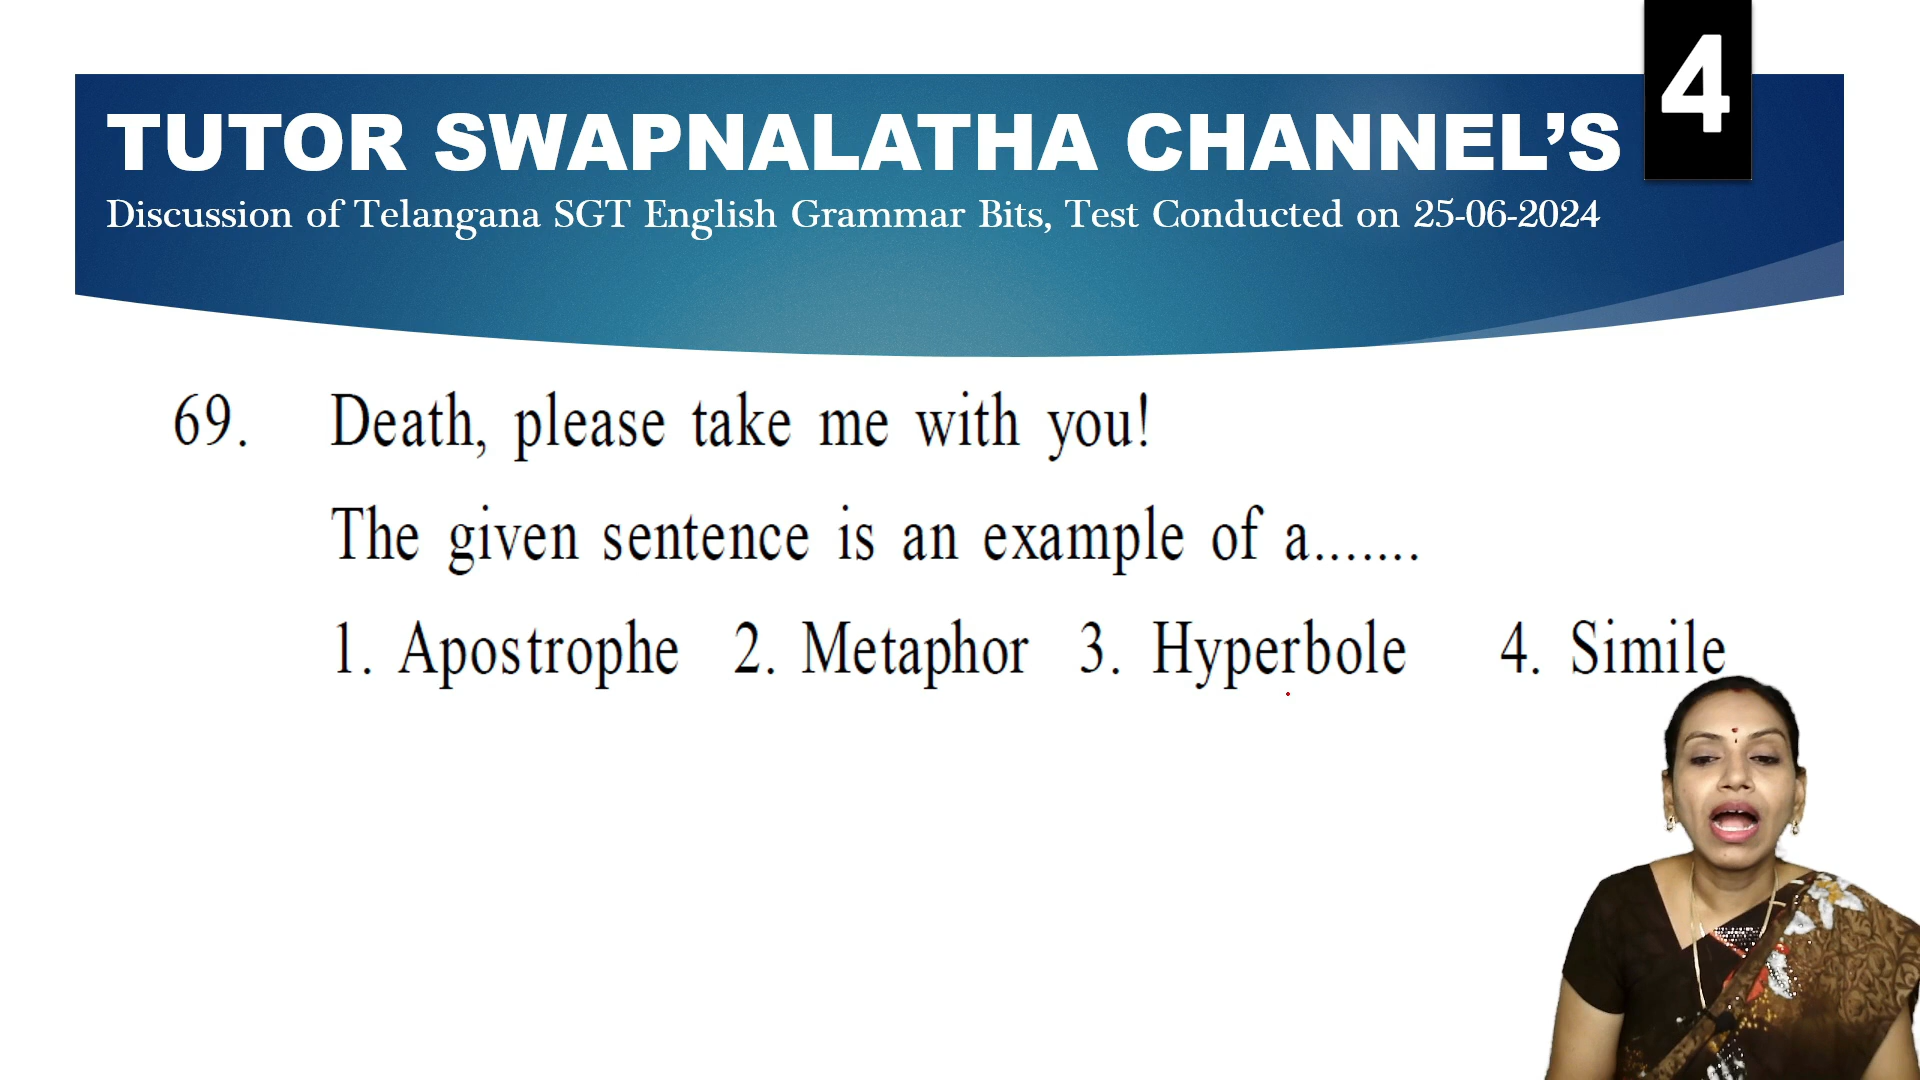 4
TUTOR SWAPNALATHA CHANNEL’S
Discussion of Telangana SGT English Grammar Bits, Test Conducted on 25-06-2024
69. Death, please take me with you!
The given sentence is an example of a.......
1. Apostrophe 2. Metaphor 3. Hyperbole 4. Simile